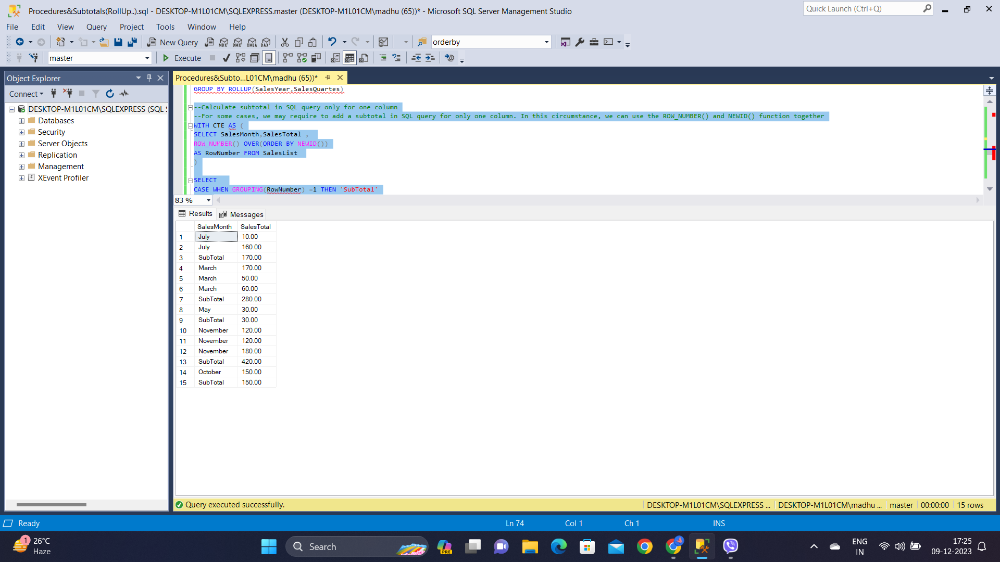 Procedures&Subtotals(RollUp..).sql - DESKTOP-M1L01CM\SQLEXPRESS.master (DESKTOP-M1L01CM\madhu (65))* - Microsoft SQL Server Management Studio
Quick Launch (Ctrl+Q)
File Edit View Query Project Tools Window Help
New Query
MDX DMX XMLA DAX
orderby
master
Execute
Object Explorer
Procedures&Subto...L01CM\madhu (65))*
Connect
DESKTOP-M1L01CM\SQLEXPRESS (SQL S
Databases
Security
Server Objects
Replication
Management
XEvent Profiler
GROUP BY ROLLUP(SalesYear,SalesQuartes)
--Calculate subtotal in SQL query only for one column
--For some cases, we may require to add a subtotal in SQL query for only one column. In this circumstance, we can use the ROW_NUMBER() and NEWID() function together
WITH CTE AS (
SELECT SalesMonth,SalesTotal ,
ROW_NUMBER() OVER(ORDER BY NEWID())
AS RowNumber FROM SalesList
)
SELECT
CASE WHEN GROUPING(RowNumber) =1 THEN 'SubTotal'
83 %
Results Messages
SalesMonth SalesTotal
1 July 10.00
2 July 160.00
3 SubTotal 170.00
4 March 170.00
5 March 50.00
6 March 60.00
7 SubTotal 280.00
8 May 30.00
9 SubTotal 30.00
10 November 120.00
11 November 120.00
12 November 180.00
13 SubTotal 420.00
14 October 150.00
15 SubTotal 150.00
Query executed successfully.
DESKTOP-M1L01CM\SQLEXPRESS ... DESKTOP-M1L01CM\madhu ... master 00:00:00 15 rows
Ready Ln 74 Col 1 Ch 1 INS
1
26°C
Haze
Search
PRE
ENG
IN
17:25
09-12-2023